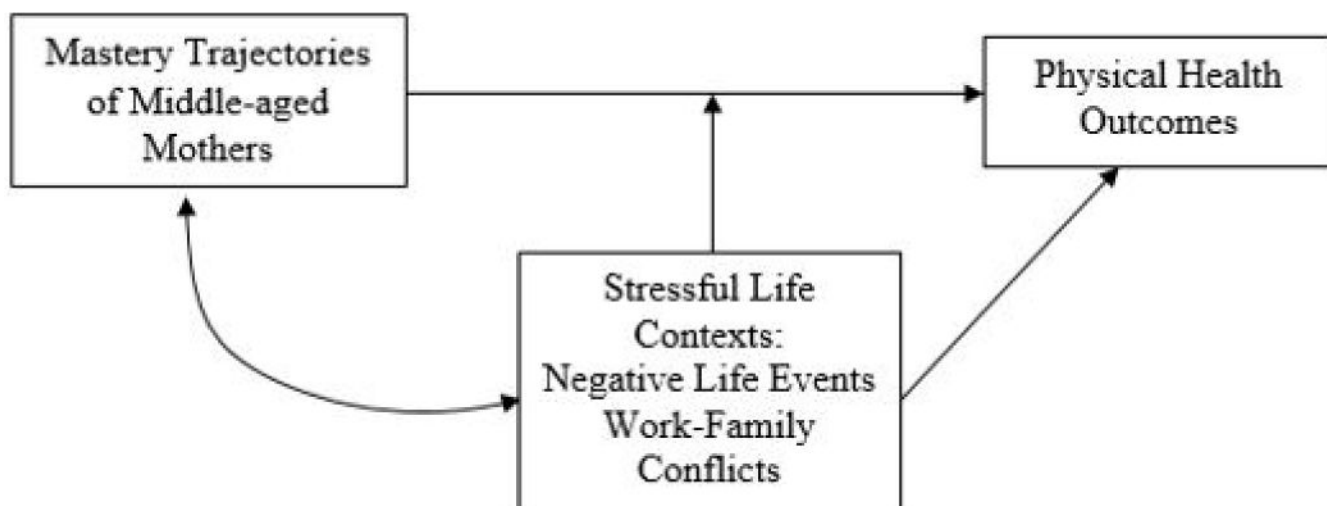 Mastery Trajectories
of Middle-aged
Mothers
Physical Health
Outcomes
Stressful Life
Contexts:
Negative Life Events
Work-Family
Conflicts